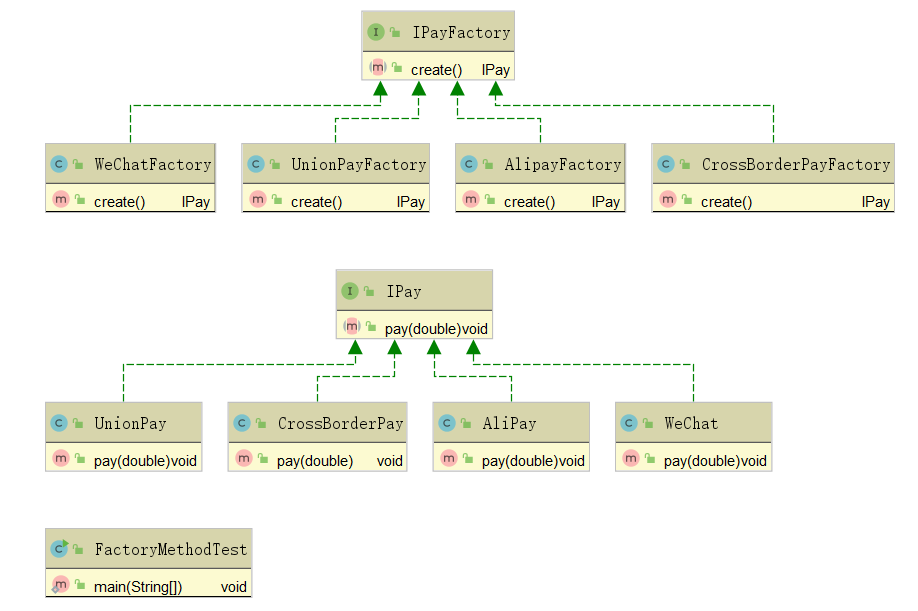 IPayFactory
create() IPay
WeChatFactory UnionPayFactory AlipayFactory CrossBorderPayFactory
create() IPay create() IPay create() IPay create() IPay
IPay
pay(double)void
UnionPay CrossBorderPay AliPay WeChat
pay(double)void pay(double) void pay(double)void pay(double)void
FactoryMethodTest
main(String[]) void